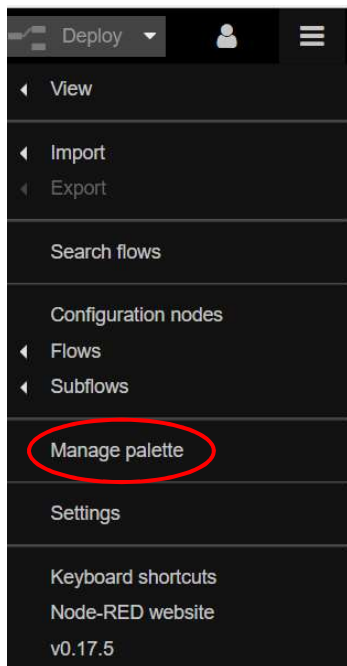 Deploy
View
Import
Export
Search flows
Configuration nodes
Flows
Subflows
Manage palette
Settings
Keyboard shortcuts
Node-RED website
v0.17.5